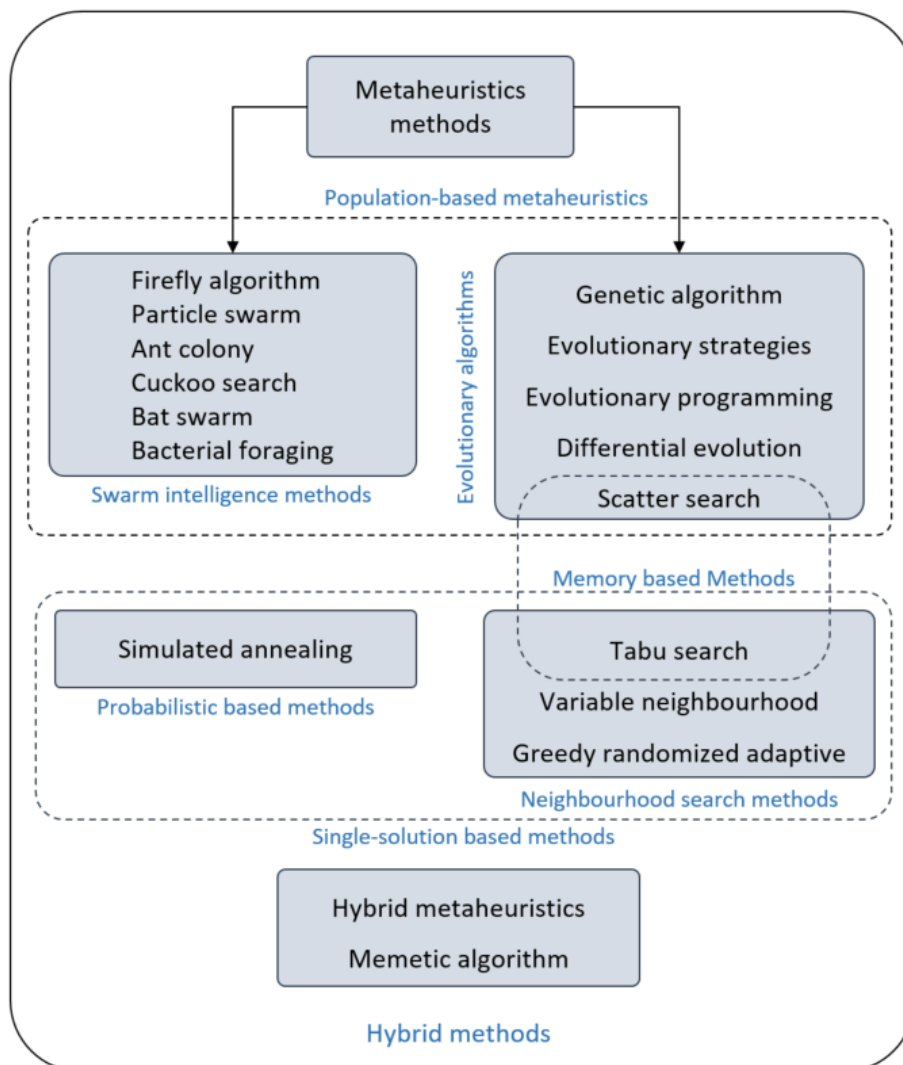 Metaheuristics
methods
Population-based metaheuristics
Firefly algorithm
Particle swarm
Ant colony
Cuckoo search
Bat swarm
Bacterial foraging
Swarm intelligence methods
Evolutionary algorithms
Genetic algorithm
Evolutionary strategies
Evolutionary programming
Differential evolution
Scatter search
Memory based Methods
Simulated annealing
Probabilistic based methods
Tabu search
Variable neighbourhood
Greedy randomized adaptive
Neighbourhood search methods
Single-solution based methods
Hybrid metaheuristics
Memetic algorithm
Hybrid methods